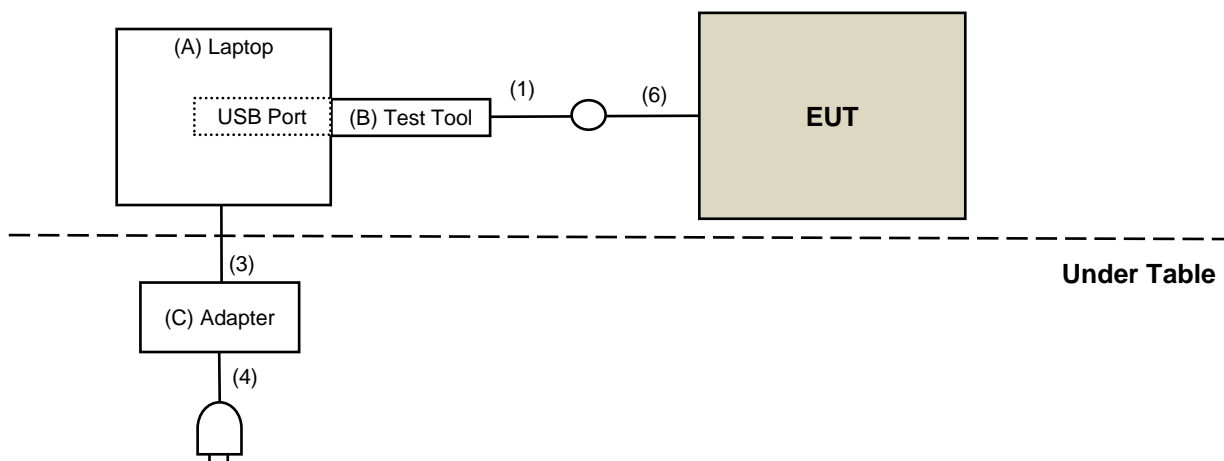 (A) Laptop
USB Port
(B) Test Tool
(1)
(6)
EUT
Under Table
(3)
(C) Adapter
(4)